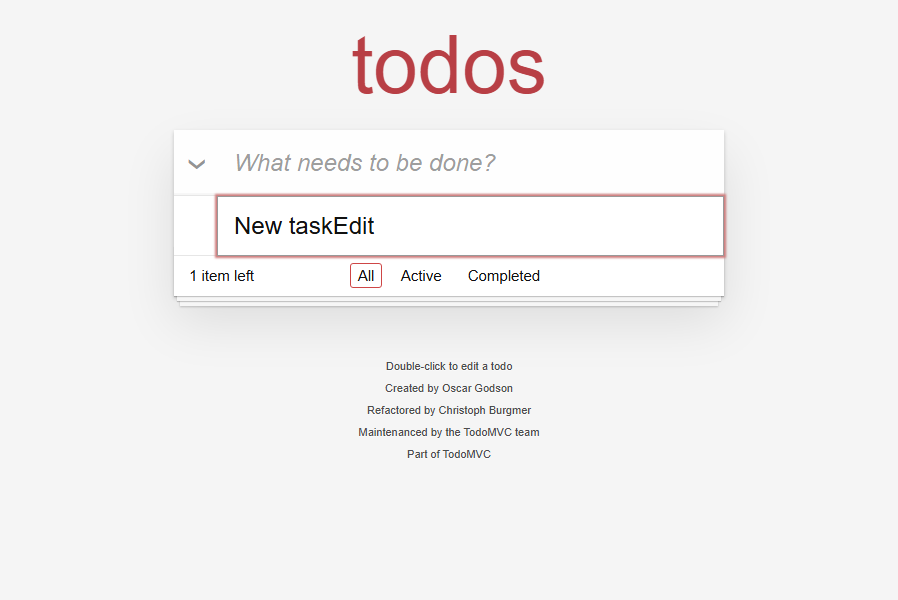 todos
What needs to be done?
New taskEdit
1 item left All Active Completed
Double-click to edit a todo
Created by Oscar Godson
Refactored by Christoph Burgmer
Maintenanced by the TodoMVC team
Part of TodoMVC